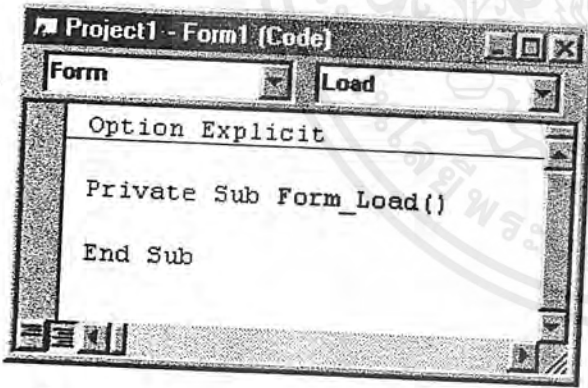 Project1 - Form1 (Code)
Form
Load
Option Explicit
Private Sub Form_Load()
End Sub